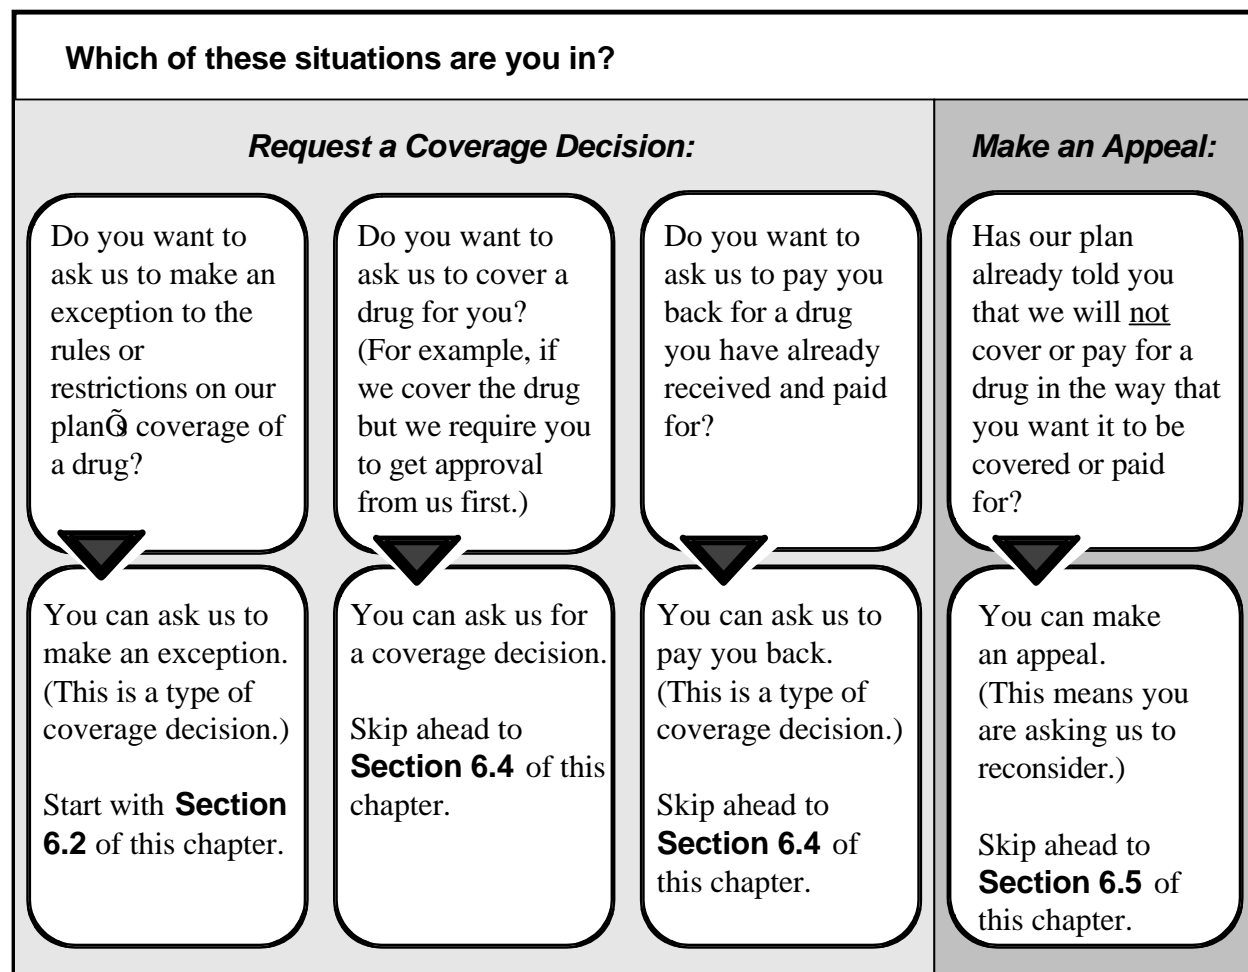 Which of these situations are you in?
Request a Coverage Decision:
Make an Appeal:
Do you want to
ask us to make an
exception to the
rules or
restrictions on our
planÕs coverage of
a drug?
Do you want to
ask us to cover a
drug for you?
(For example, if
we cover the drug
but we require you
to get approval
from us first.)
Do you want to
ask us to pay you
back for a drug
you have already
received and paid
for?
Has our plan
already told you
that we will not
cover or pay for a
drug in the way that
you want it to be
covered or paid
for?
You can ask us to
make an exception.
(This is a type of
coverage decision.)
Start with Section
6.2 of this chapter.
You can ask us for
a coverage decision.
Skip ahead to
Section 6.4 of this
chapter.
You can ask us to
pay you back.
(This is a type of
coverage decision.)
Skip ahead to
Section 6.4 of
this chapter.
You can make
an appeal.
(This means you
are asking us to
reconsider.)
Skip ahead to
Section 6.5 of
this chapter.